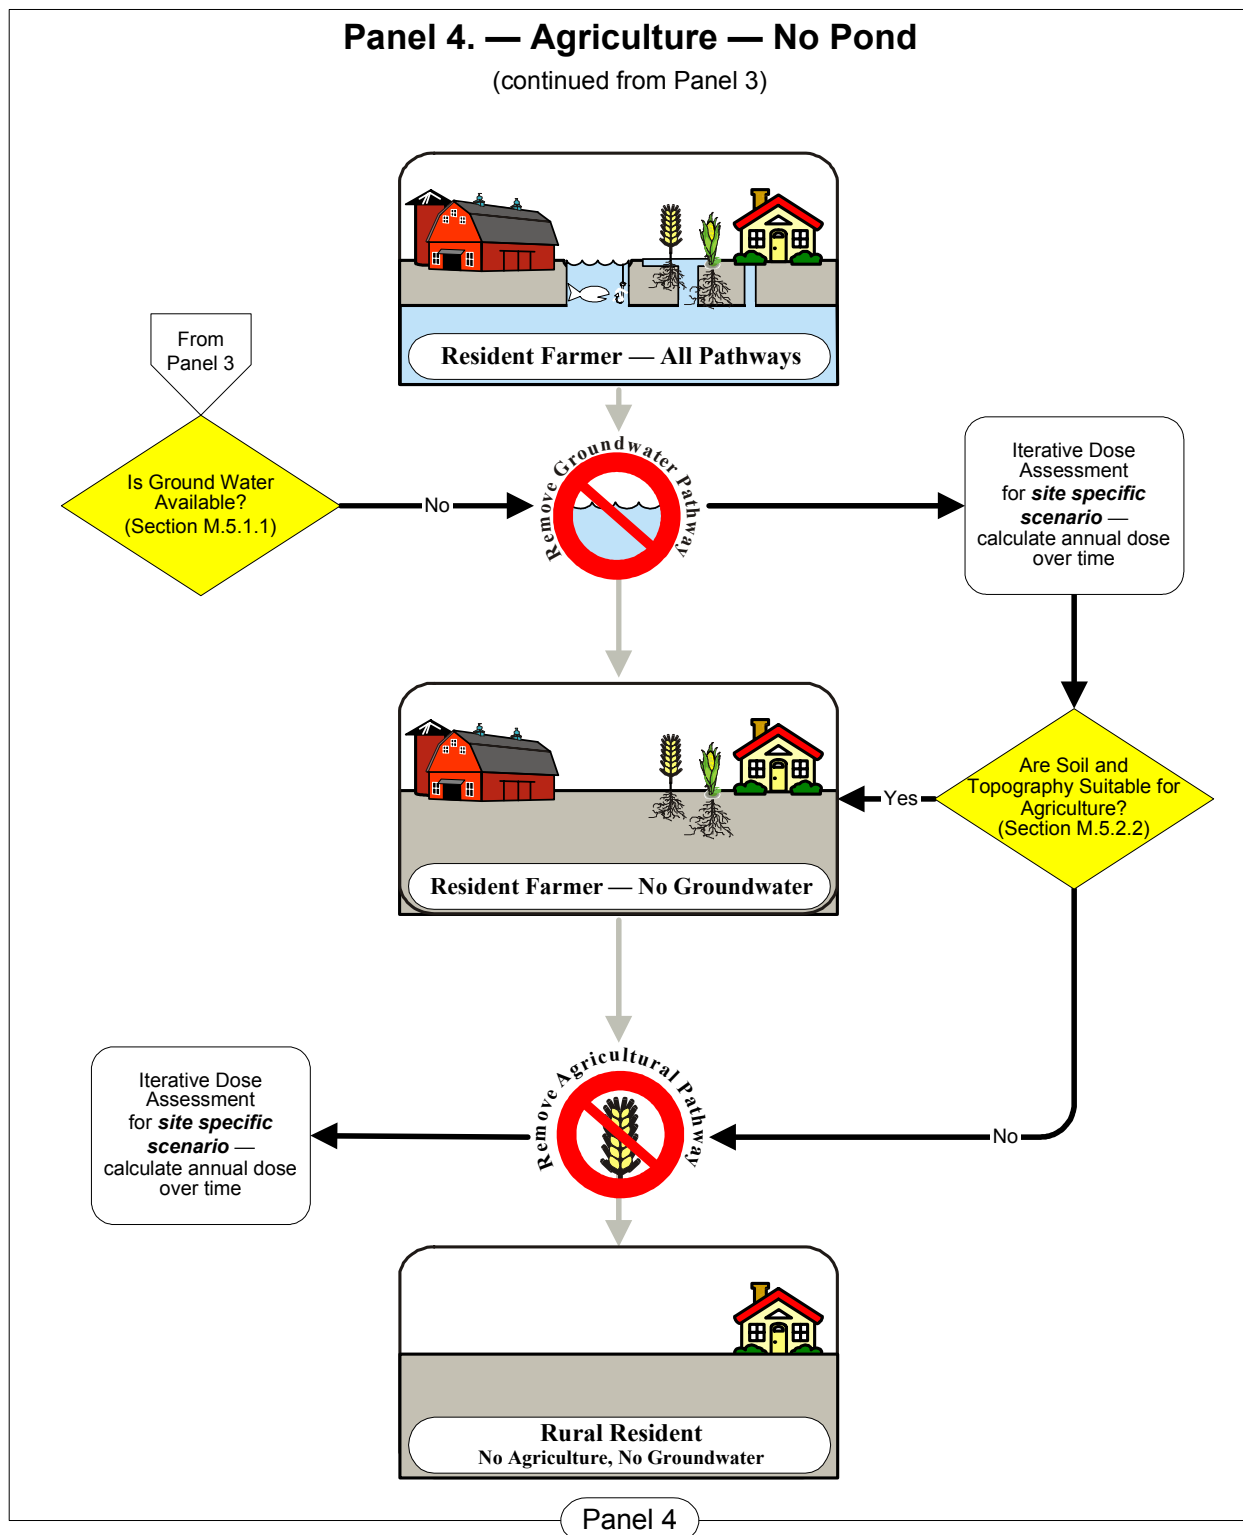 Panel 4. — Agriculture — No Pond
(continued from Panel 3)
Resident Farmer — All Pathways
From
Panel 3
Is Ground Water
Available?
(Section M.5.1.1)
No
Remove Groundwater Pathway
Iterative Dose
Assessment
for site specific
scenario —
calculate annual dose
over time
Are Soil and
Topography Suitable for
Agriculture?
(Section M.5.2.2)
Yes
Resident Farmer — No Groundwater
No
Remove Agricultural Pathway
Iterative Dose
Assessment
for site specific
scenario —
calculate annual dose
over time
Rural Resident
No Agriculture, No Groundwater
Panel 4